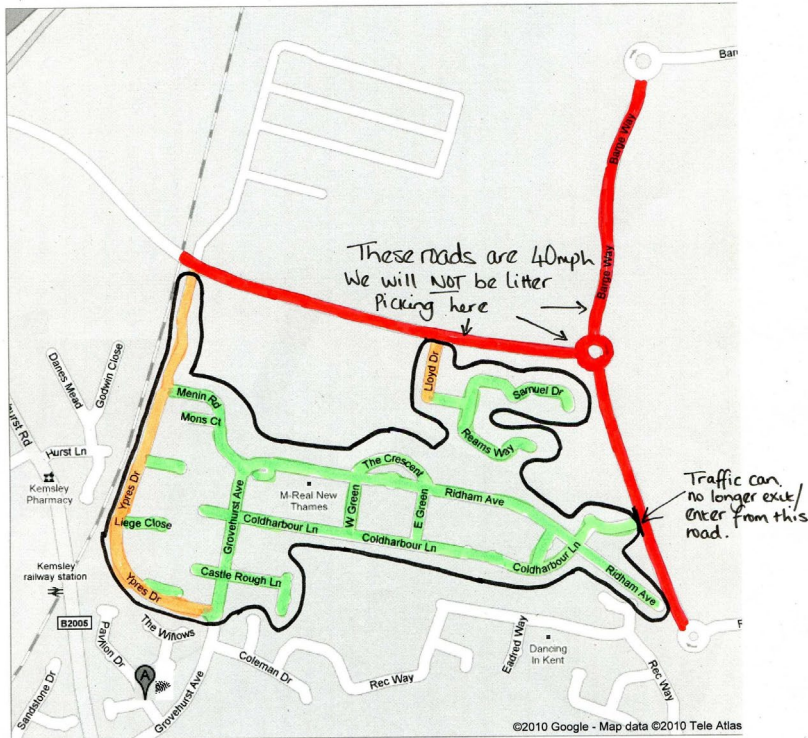 Bar
Barge Way
These roads are 40mph
We will NOT be litter
Picking here
Barge Way
Danes Mead
Godwin Close
Lloyd Dr
Samuel Dr
Menin Rd
Mons Ct
Reams Way
urst Rd
Hurst Ln
Kemsley
Pharmacy
Ypres Dr
The Crescent
M-Real New
Thames
Grovehurst Ave
W Green
E Green
Ridham Ave
Traffic can
no longer exit/
enter from this
road.
Liege Close
Coldharbour Ln
Coldharbour Ln
Coldharbour Ln
Ridham Ave
Kemsley
railway station
Castle Rough Ln
Ypres Dr
B2005
The Willows
Pavilion Dr
A
Coleman Dr
Eadred Way
Dancing
In Kent
F
Rec Way
Rec Way
Sandstone Dr
Grovehurst Ave
©2010 Google - Map data ©2010 Tele Atlas